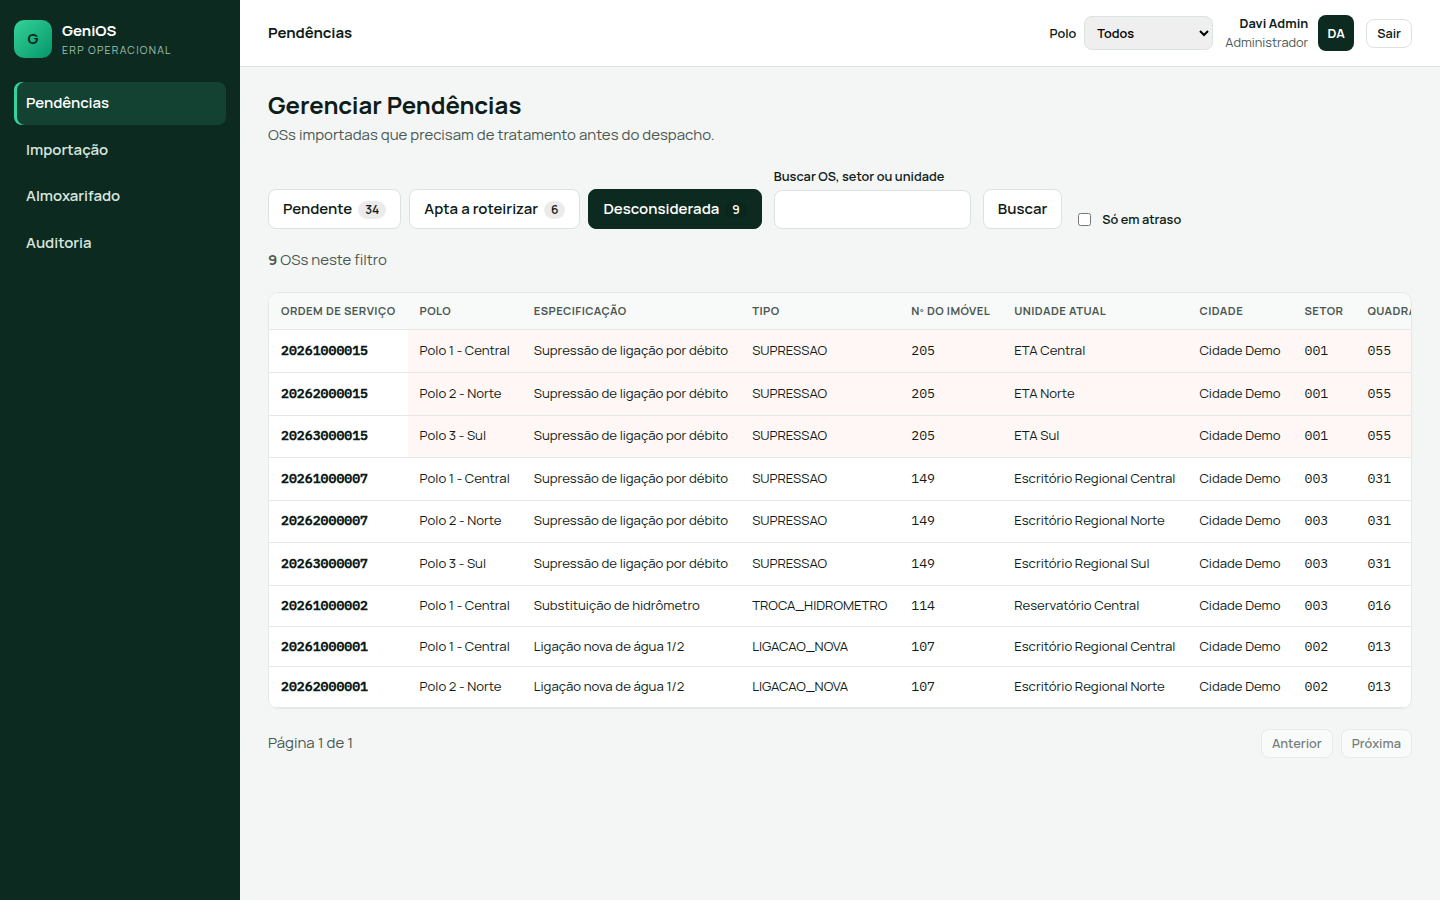 G
GeniOS
ERP OPERACIONAL
Pendências
Importação
Almoxarifado
Auditoria
Pendências
Polo Todos
Davi Admin
Administrador
DA
Sair
Gerenciar Pendências
OSs importadas que precisam de tratamento antes do despacho.
Buscar OS, setor ou unidade
Pendente 34 Apta a roteirizar 6 Desconsiderada 9 Buscar Só em atraso
9 OSs neste filtro
ORDEM DE SERVIÇO POLO ESPECIFICAÇÃO TIPO Nº DO IMÓVEL UNIDADE ATUAL CIDADE SETOR QUADRA
20261000015 Polo 1 - Central Supressão de ligação por débito SUPRESSAO 205 ETA Central Cidade Demo 001 055
20262000015 Polo 2 - Norte Supressão de ligação por débito SUPRESSAO 205 ETA Norte Cidade Demo 001 055
20263000015 Polo 3 - Sul Supressão de ligação por débito SUPRESSAO 205 ETA Sul Cidade Demo 001 055
20261000007 Polo 1 - Central Supressão de ligação por débito SUPRESSAO 149 Escritório Regional Central Cidade Demo 003 031
20262000007 Polo 2 - Norte Supressão de ligação por débito SUPRESSAO 149 Escritório Regional Norte Cidade Demo 003 031
20263000007 Polo 3 - Sul Supressão de ligação por débito SUPRESSAO 149 Escritório Regional Sul Cidade Demo 003 031
20261000002 Polo 1 - Central Substituição de hidrômetro TROCA_HIDROMETRO 114 Reservatório Central Cidade Demo 003 016
20261000001 Polo 1 - Central Ligação nova de água 1/2 LIGACAO_NOVA 107 Escritório Regional Central Cidade Demo 002 013
20262000001 Polo 2 - Norte Ligação nova de água 1/2 LIGACAO_NOVA 107 Escritório Regional Norte Cidade Demo 002 013
Página 1 de 1
Anterior Próxima